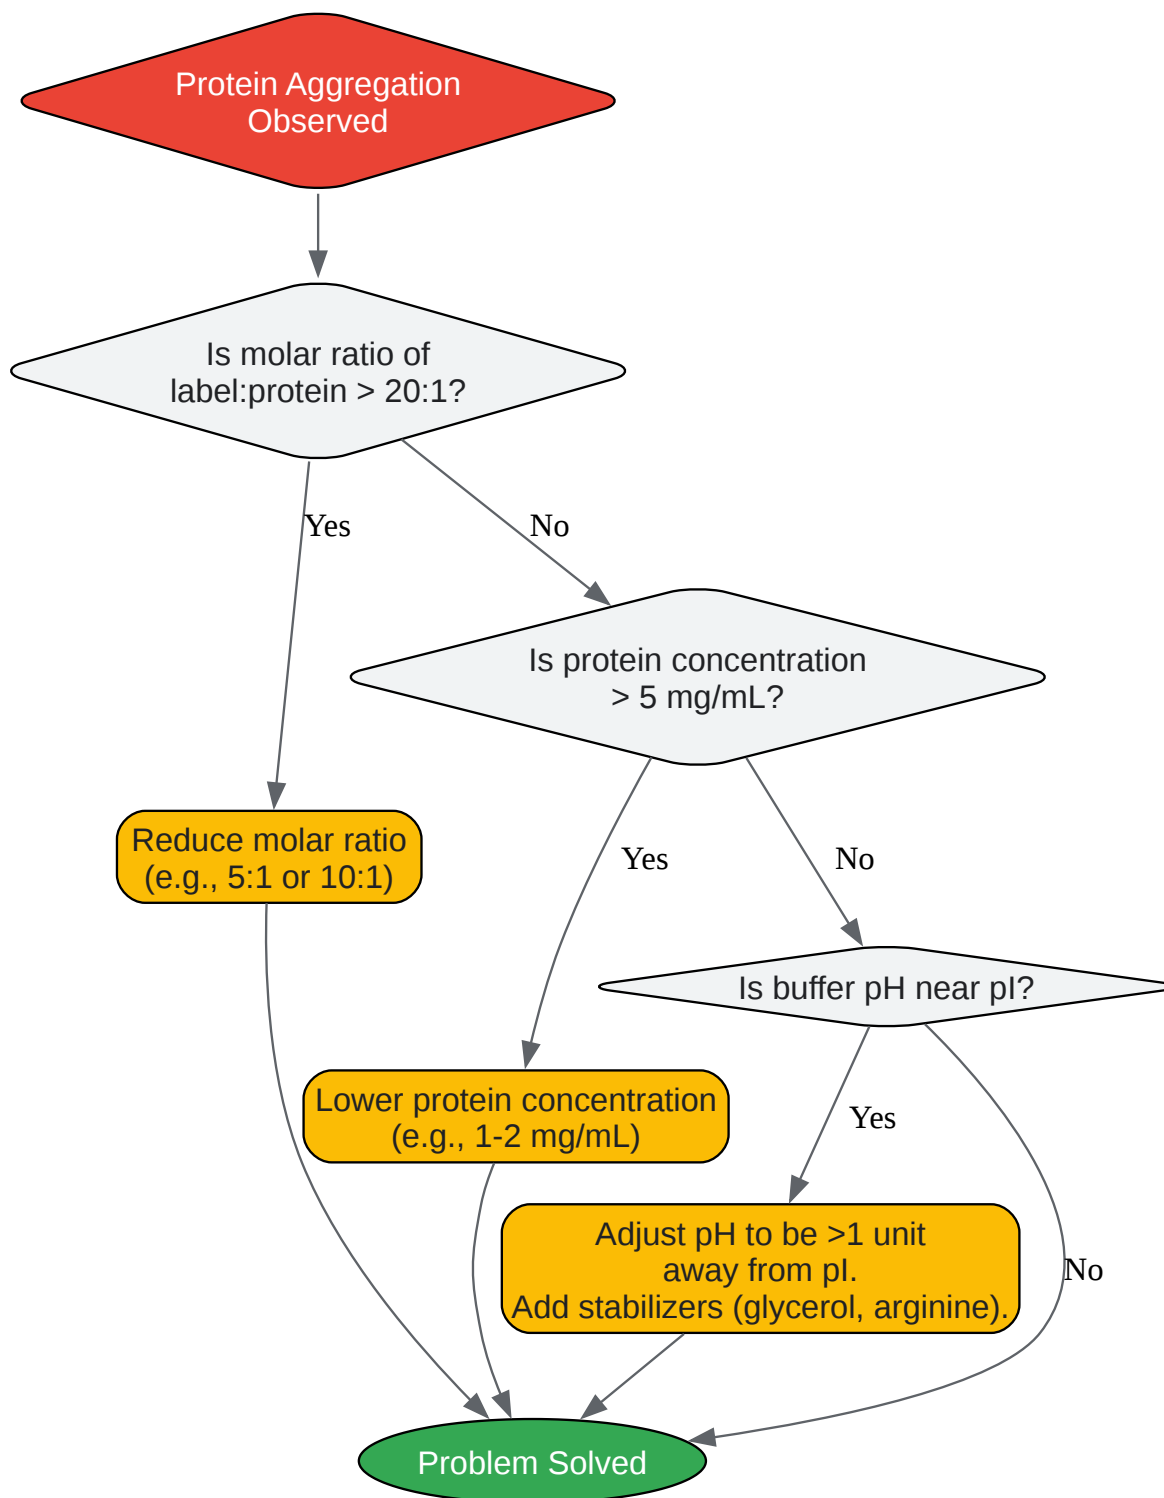 Protein Aggregation
Observed
Is molar ratio of
label:protein > 20:1?
Yes
No
Is protein concentration
> 5 mg/mL?
Reduce molar ratio
(e.g., 5:1 or 10:1)
Yes
No
Is buffer pH near pI?
Lower protein concentration
(e.g., 1-2 mg/mL)
Yes
Adjust pH to be >1 unit
away from pI.
Add stabilizers (glycerol, arginine).
No
Problem Solved